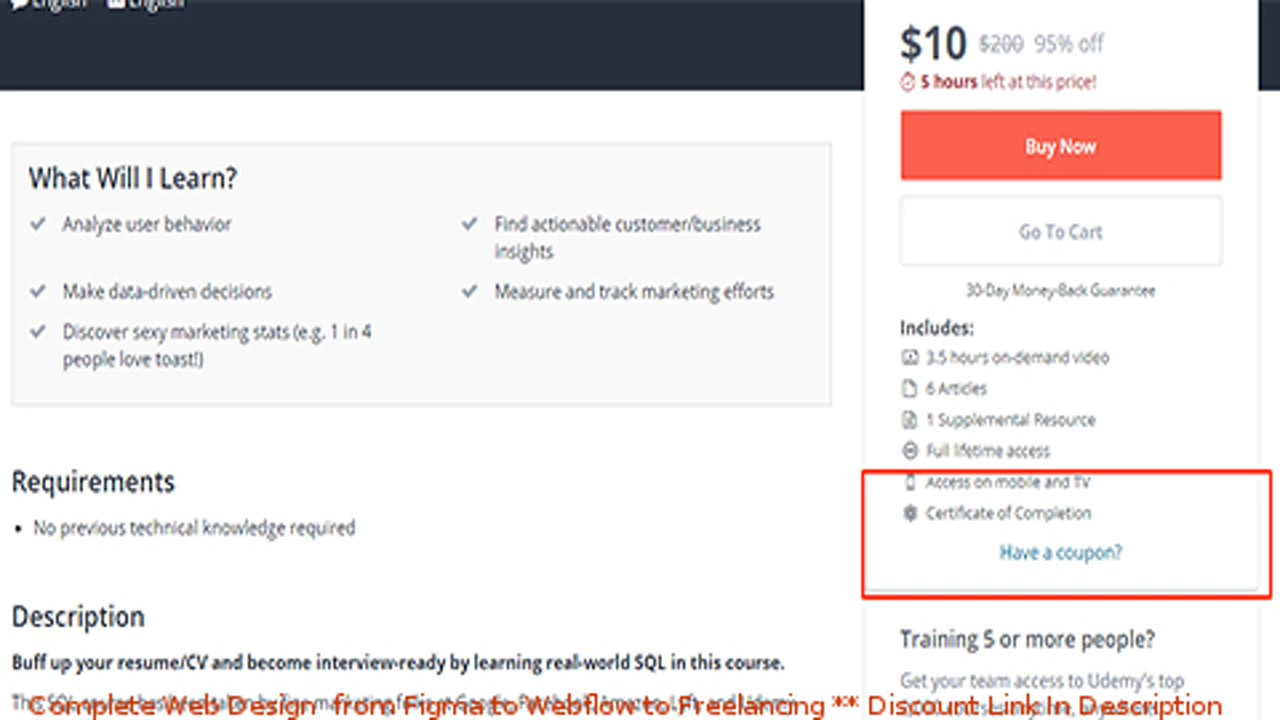 English English
$10 $200 95% off
5 hours left at this price!
Buy Now
Go To Cart
30-Day Money-Back Guarantee
Includes:
3.5 hours on-demand video
6 Articles
1 Supplemental Resource
Full lifetime access
Access on mobile and TV
Certificate of Completion
Have a coupon?
Training 5 or more people?
Get your team access to Udemy's top
What Will I Learn?
Analyze user behavior
Find actionable customer/business
insights
Make data-driven decisions
Measure and track marketing efforts
Discover sexy marketing stats (e.g. 1 in 4
people love toast!)
Requirements
• No previous technical knowledge required
Description
Buff up your resume/CV and become interview-ready by learning real-world SQL in this course.
Complete Web Design from Figma to Webflow to Freelancing ** Discount Link In Description